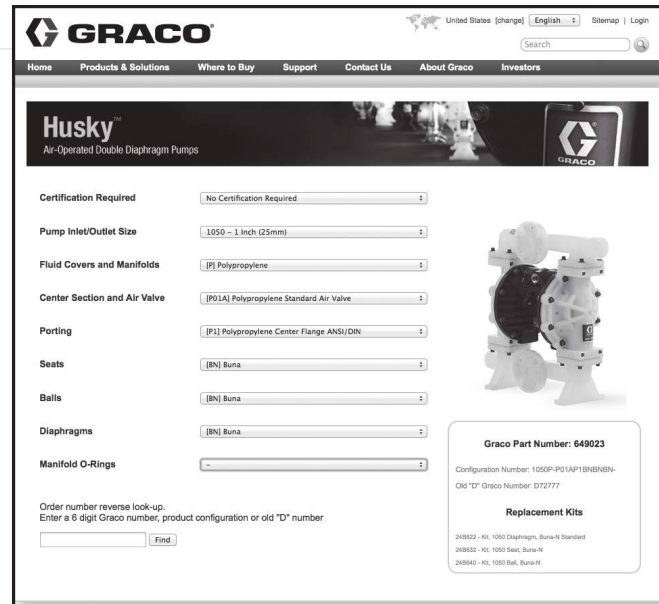 GRACO
United States [change] English Sitemap | Login
Search
Home Products & Solutions Where to Buy Support Contact Us About Graco Investors
Husky™
Air-Operated Double Diaphragm Pumps
GRACO
Certification Required No Certification Required
Pump Inlet/Outlet Size 1050 – 1 Inch (25mm)
Fluid Covers and Manifolds [P] Polypropylene
Center Section and Air Valve [P01A] Polypropylene Standard Air Valve
Porting [P1] Polypropylene Center Flange ANSI/DIN
Seats [BN] Buna
Balls [BN] Buna
Diaphragms [BN] Buna
Manifold O-Rings –
Order number reverse look-up.
Enter a 6 digit Graco number, product configuration or old "D" number
Find
Graco Part Number: 649023
Configuration Number: 1050P-P01AP1BNBNBN-
Old "D" Graco Number: D72777
Replacement Kits
24B622 - Kit, 1050 Diaphragm, Buna-N Standard
24B632 - Kit, 1050 Seat, Buna-N
24B640 - Kit, 1050 Ball, Buna-N